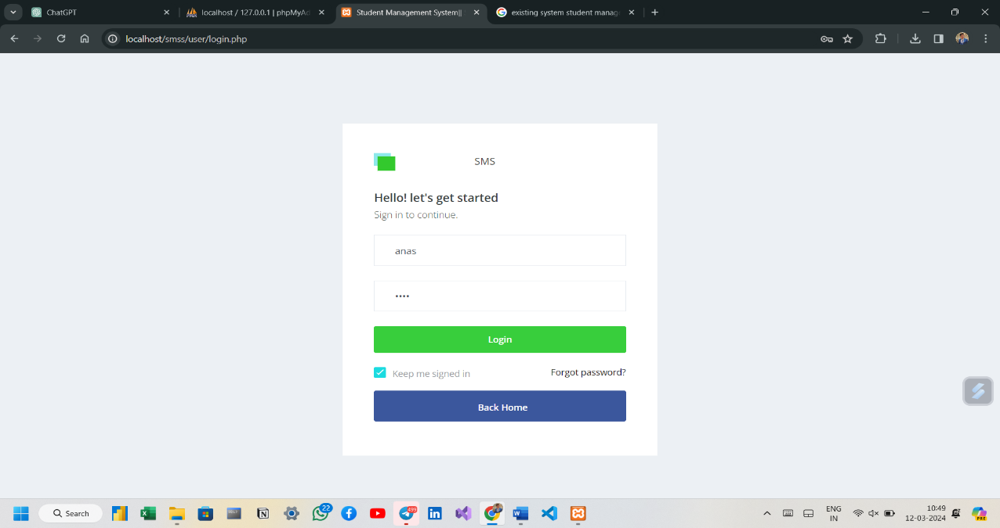 ChatGPT
localhost / 127.0.0.1 | phpMyAd
Student Management System||
existing system student manag
localhost/smss/user/login.php
SMS
Hello! let's get started
Sign in to continue.
anas
••••
Login
Keep me signed in
Forgot password?
Back Home
Search
22
499
ENG
IN
10:49
12-03-2024
PRE